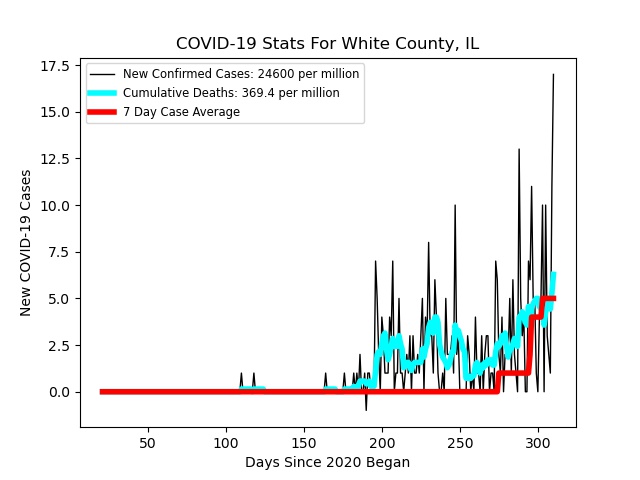 COVID-19 Stats For White County, IL
New Confirmed Cases: 24600 per million
Cumulative Deaths: 369.4 per million
7 Day Case Average
17.5
15.0
12.5
10.0
7.5
5.0
2.5
0.0
New COVID-19 Cases
50 100 150 200 250 300
Days Since 2020 Began